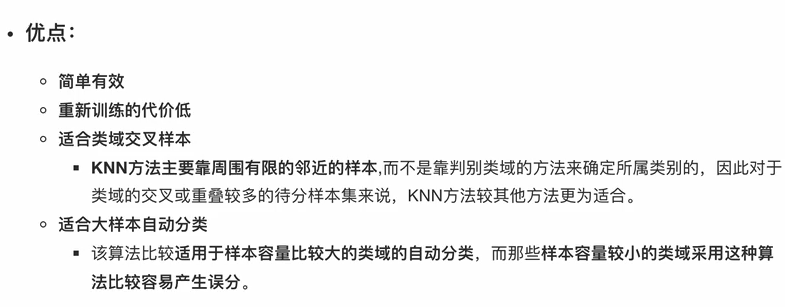 优点：
简单有效
重新训练的代价低
适合类域交叉样本
KNN方法主要靠周围有限的邻近的样本,而不是靠判别类域的方法来确定所属类别的，因此对于
类域的交叉或重叠较多的待分样本集来说，KNN方法较其他方法更为适合。
适合大样本自动分类
该算法比较适用于样本容量比较大的类域的自动分类，而那些样本容量较小的类域采用这种算
法比较容易产生误分。